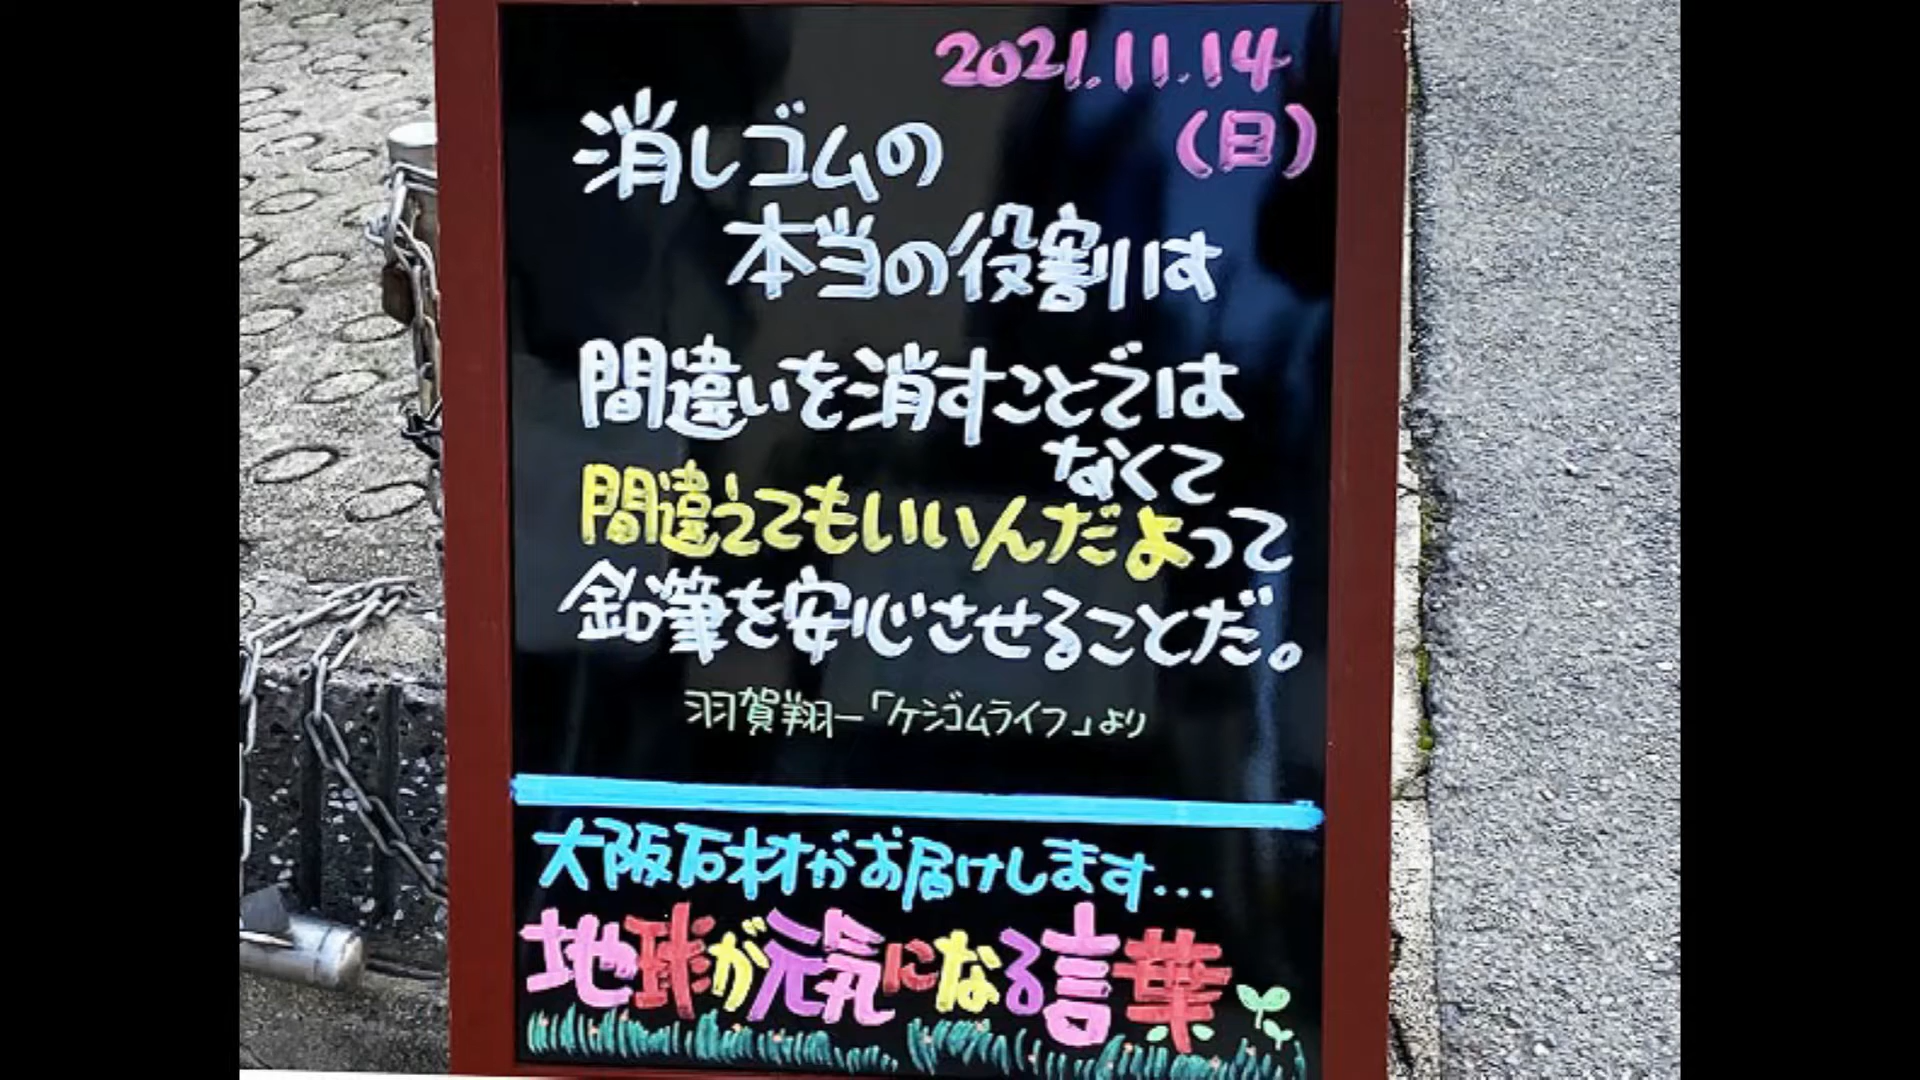 2021.11.14
(日)
消しゴムの
本当の役割は
間違いを消すことでは
なくて
間違えてもいいんだよって
鉛筆を安心させることだ。
羽賀翔一「ケシゴムライフ」より
大阪石材がお届けします...
地球が元気になる言葉